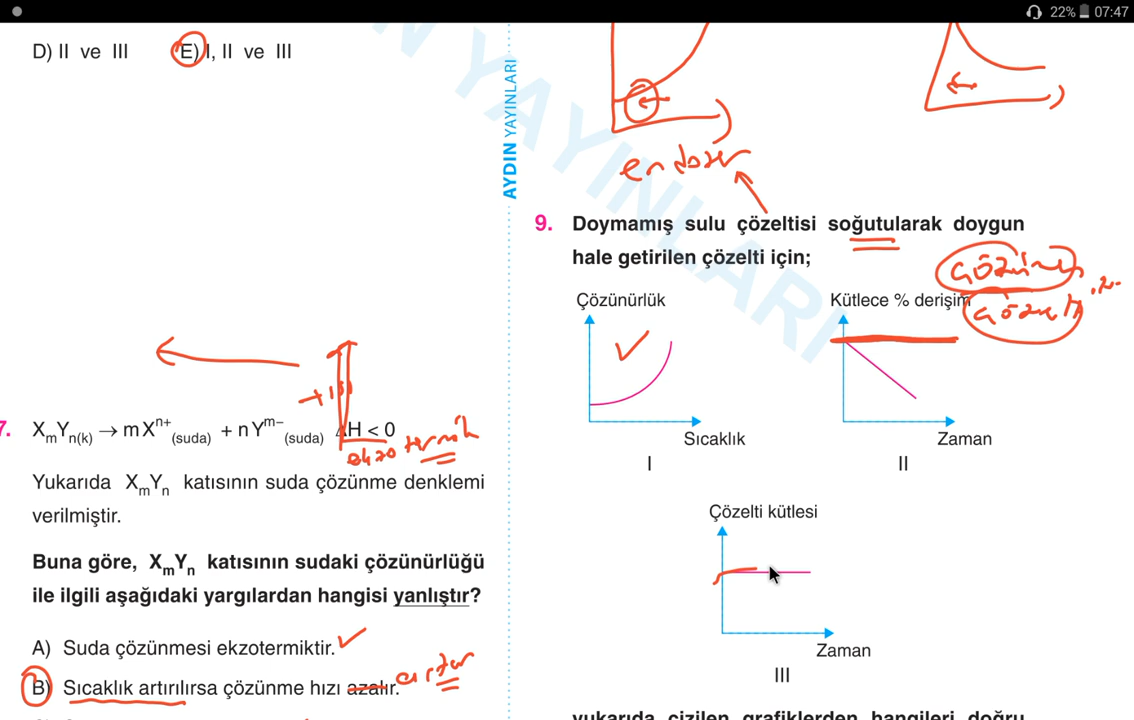 22% 07:47
D) II ve III E) I, II ve III
7. XmYn(k) → mXn+(suda) + nYm−(suda) ΔH < 0
ekzo termik
Yukarıda XmYn katısının suda çözünme denklemi
verilmiştir.
Buna göre, XmYn katısının sudaki çözünürlüğü
ile ilgili aşağıdaki yargılardan hangisi yanlıştır?
A) Suda çözünmesi ekzotermiktir.
B) Sıcaklık artırılırsa çözünme hızı azalır.
artar
AYDIN YAYINLARI
N YAYINLARI
endoter
9. Doymamış sulu çözeltisi soğutularak doygun
hale getirilen çözelti için;
çözünen
Çözünürlük
Sıcaklık
I
Kütlece % derişim
Zaman
II
Çözelti kütlesi
Zaman
III
yukarıda çizilen grafiklerden hangileri doğru